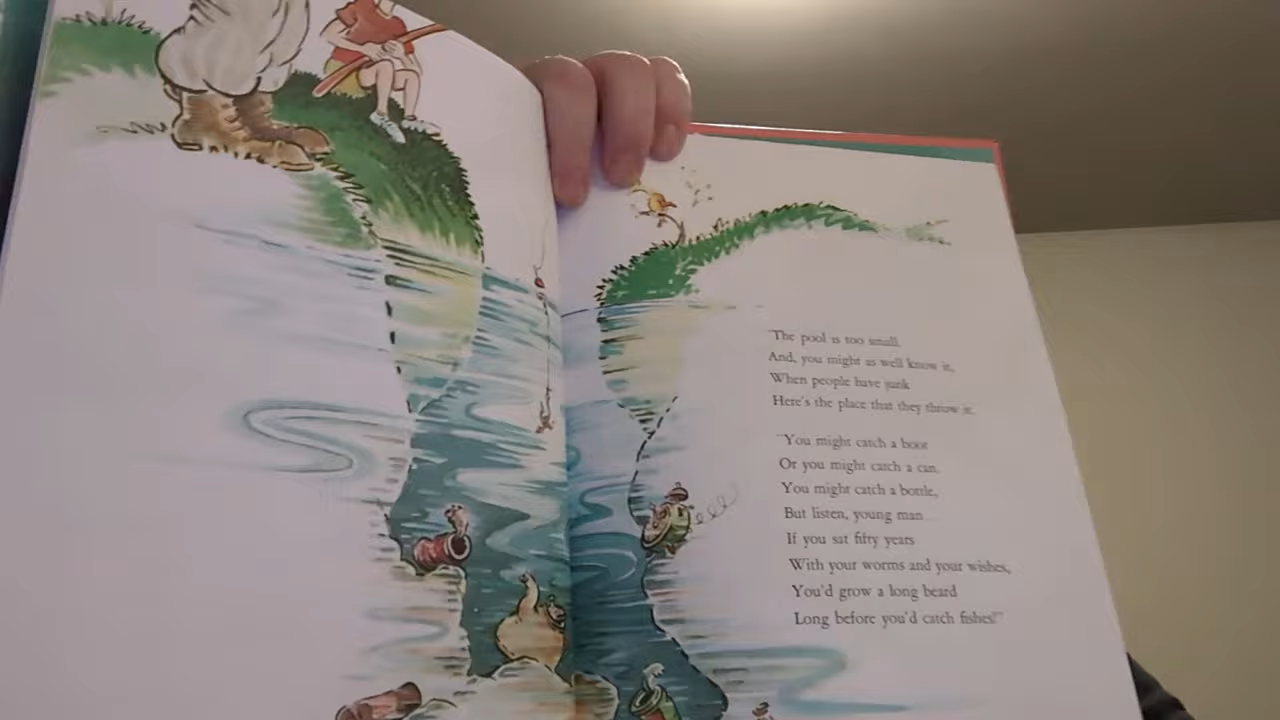 "The pool is too small.
And, you might as well know it,
When people have junk
Here's the place that they throw it.
"You might catch a boot
Or you might catch a can.
You might catch a bottle,
But listen, young man...
If you sat fifty years
With your worms and your wishes,
You'd grow a long beard
Long before you'd catch fishes!"